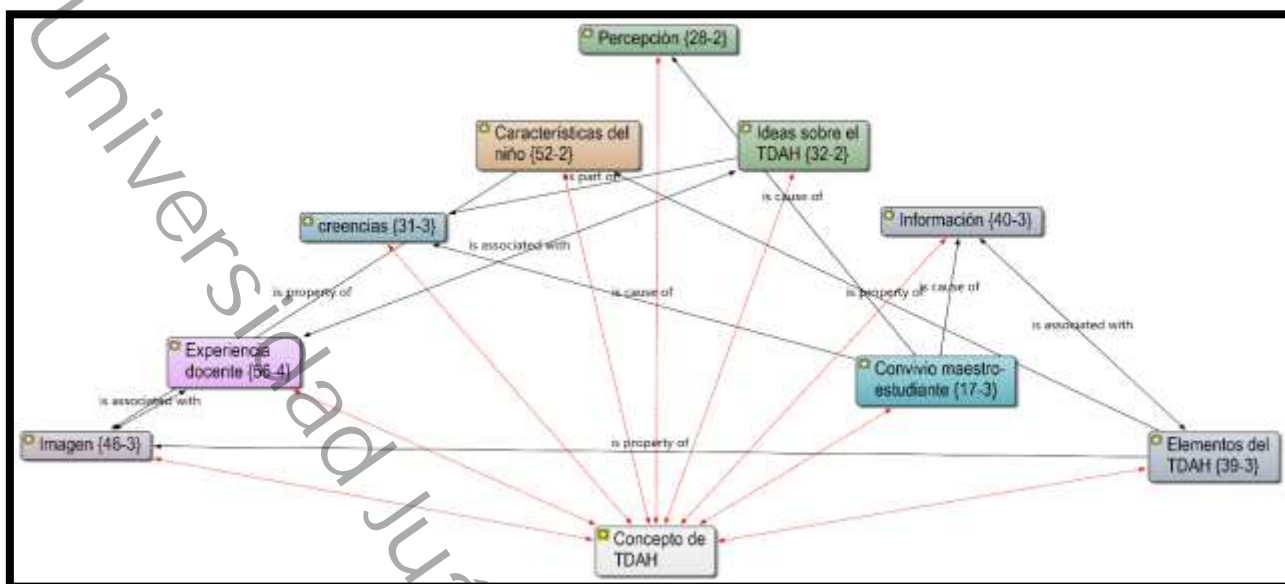 Percepción {28-2}
Características del
niño {52-2}
Ideas sobre el
TDAH {32-2}
is part of
is cause of
creencias {31-3}
Información {40-3}
is associated with
is property of
is cause of
is property of
is cause of
is associated with
Experiencia
docente {56-4}
Convivio maestro-
estudiante {17-3}
is associated with
Imagen {46-3}
is property of
Elementos del
TDAH {39-3}
Concepto de
TDAH
Universidad Juá